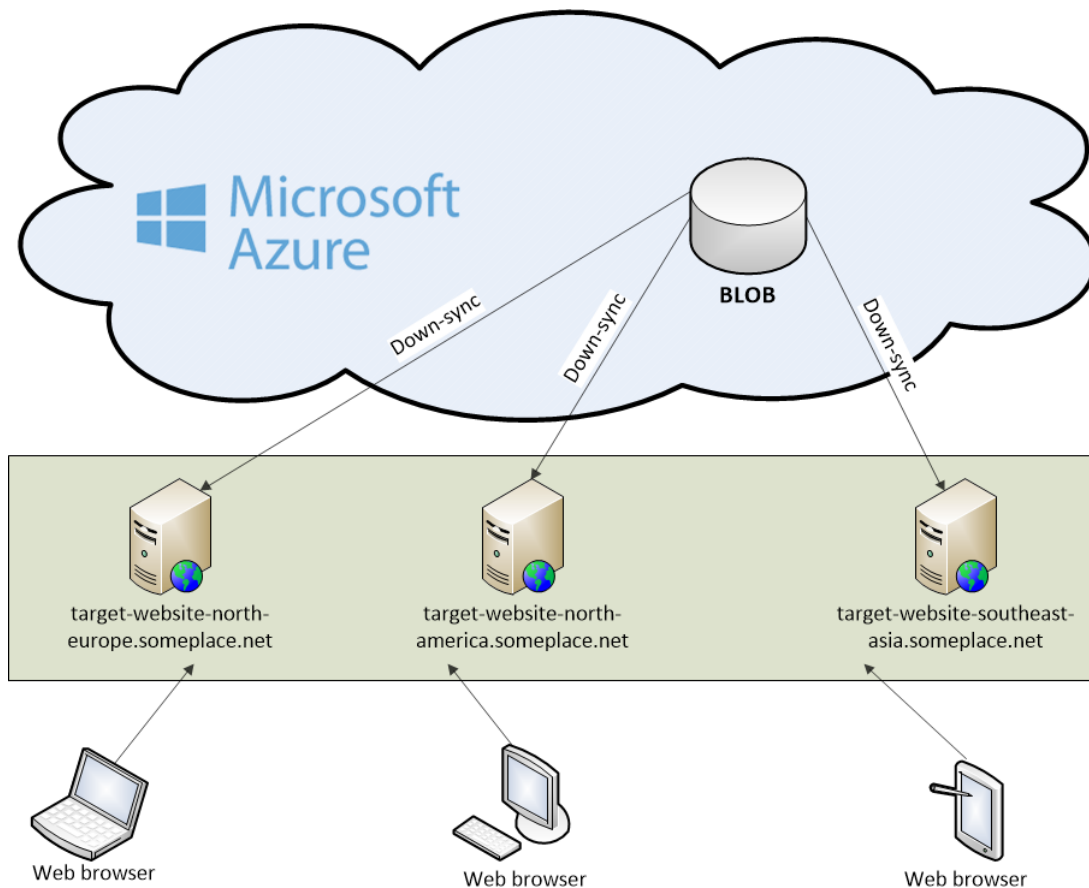 Microsoft
Azure
BLOB
Down-sync
Down-sync
Down-sync
target-website-north-
europe.someplace.net
target-website-north-
america.someplace.net
target-website-southeast-
asia.someplace.net
Web browser
Web browser
Web browser